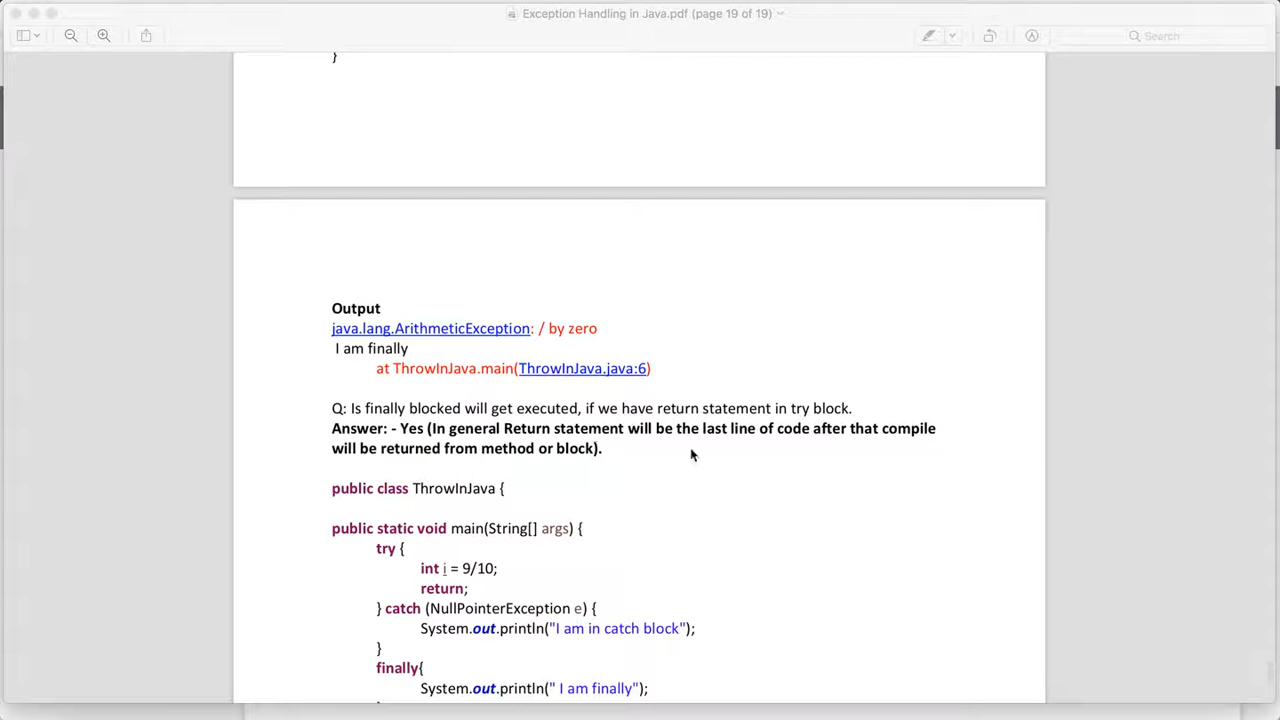 Exception Handling in Java.pdf (page 19 of 19)
Search
}
Output
java.lang.ArithmeticException: / by zero
I am finally
at ThrowInJava.main(ThrowInJava.java:6)
Q: Is finally blocked will get executed, if we have return statement in try block.
Answer: - Yes (In general Return statement will be the last line of code after that compile
will be returned from method or block).
public class ThrowInJava {
public static void main(String[] args) {
try {
int i = 9/10;
return;
} catch (NullPointerException e) {
System.out.println("I am in catch block");
}
finally{
System.out.println(" I am finally");